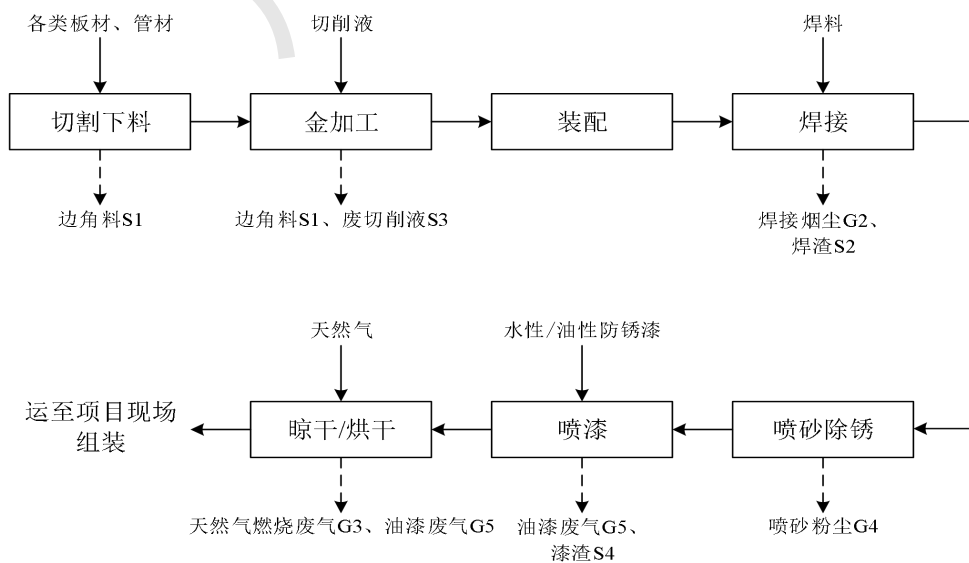 各类板材、管材
切削液
焊料
切割下料
金加工
装配
焊接
边角料S1
边角料S1、废切削液S3
焊接烟尘G2、
焊渣S2
天然气
水性/油性防锈漆
运至项目现场
组装
晾干/烘干
喷漆
喷砂除锈
天然气燃烧废气G3、油漆废气G5
油漆废气G5、
漆渣S4
喷砂粉尘G4